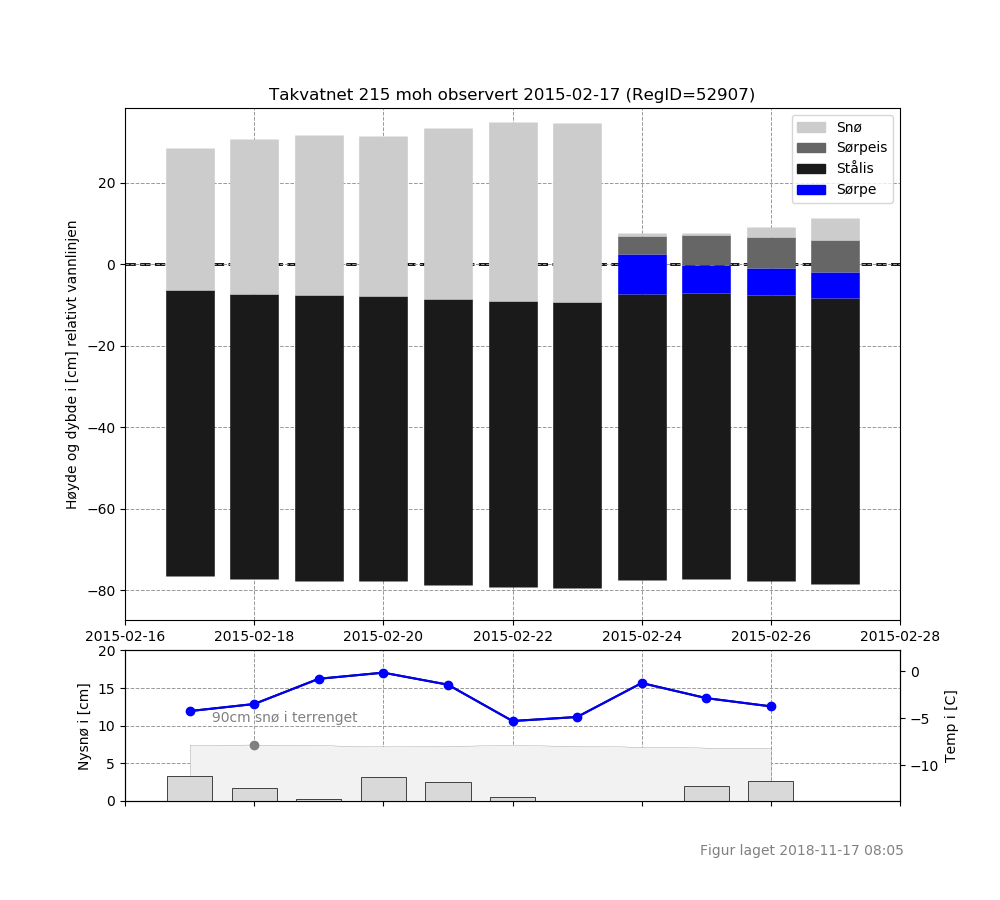 Takvatnet 215 moh observert 2015-02-17 (RegID=52907)
Snø
Sørpeis
Stålis
Sørpe
Høyde og dybde i [cm] relativt vannlinjen
20
0
−20
−40
−60
−80
2015-02-16 2015-02-18 2015-02-20 2015-02-22 2015-02-24 2015-02-26 2015-02-28
Nysnø i [cm]
20
15
10
5
0
90cm snø i terrenget
0
−5
−10
Temp i [C]
Figur laget 2018-11-17 08:05